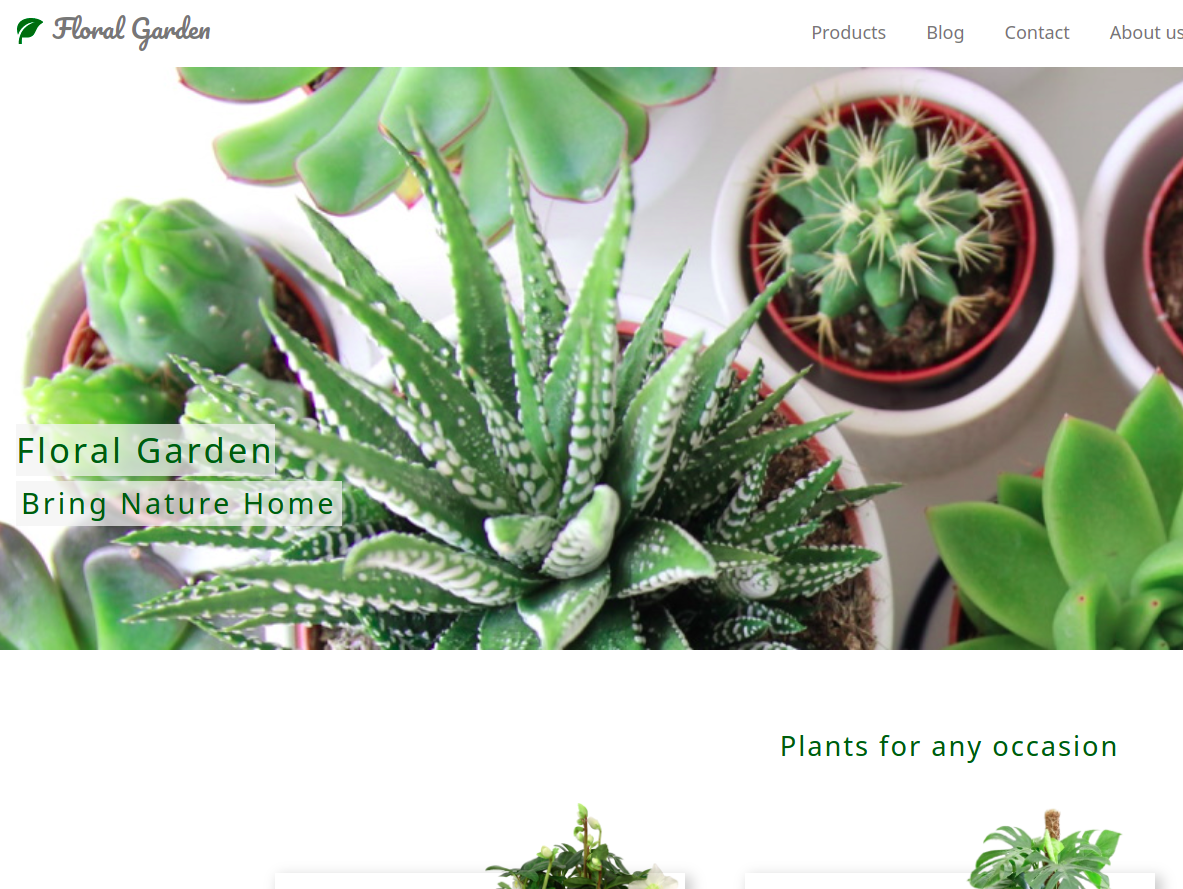 Floral Garden
Products
Blog
Contact
About us
Floral Garden
Bring Nature Home
Plants for any occasion